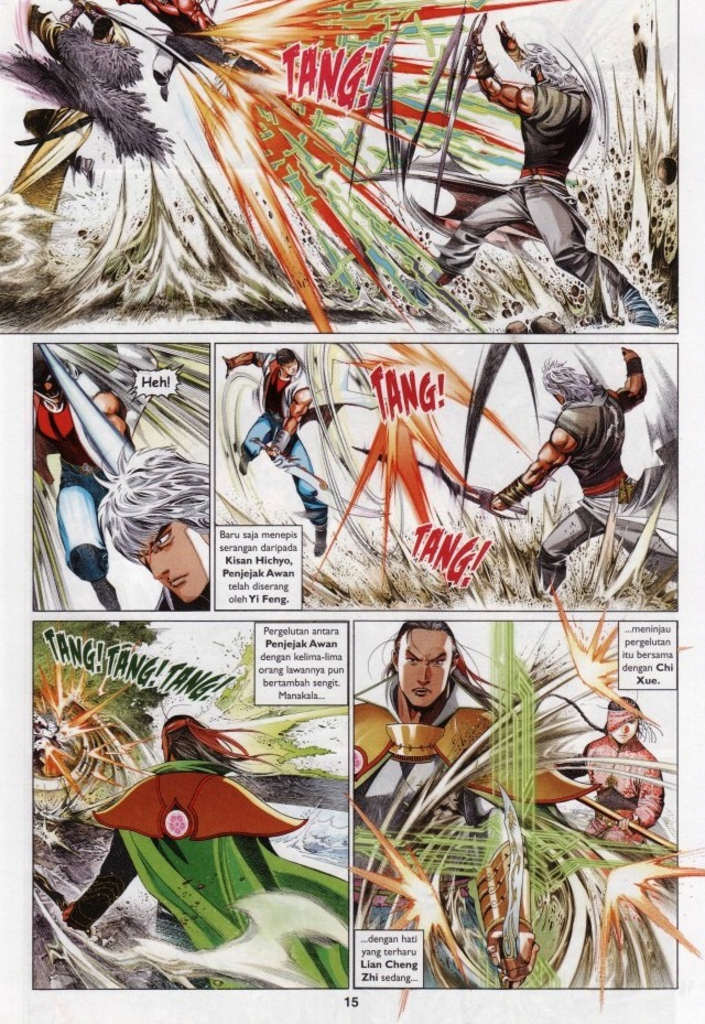 TANG!
Heh!
TANG!
TANG!
Baru saja menepis
serangan daripada
Kisan Hichyo,
Penjejak Awan
telah diserang
oleh Yi Feng.
TANG! TANG! TANG!
Pergelutan antara
Penjejak Awan
dengan kelima-lima
orang lawannya pun
bertambah sengit.
Manakala...
...dengan hati
yang terharu
Lian Cheng
Zhi sedang...
...meninjau
pergelutan
itu bersama
dengan Chi
Xue.
15